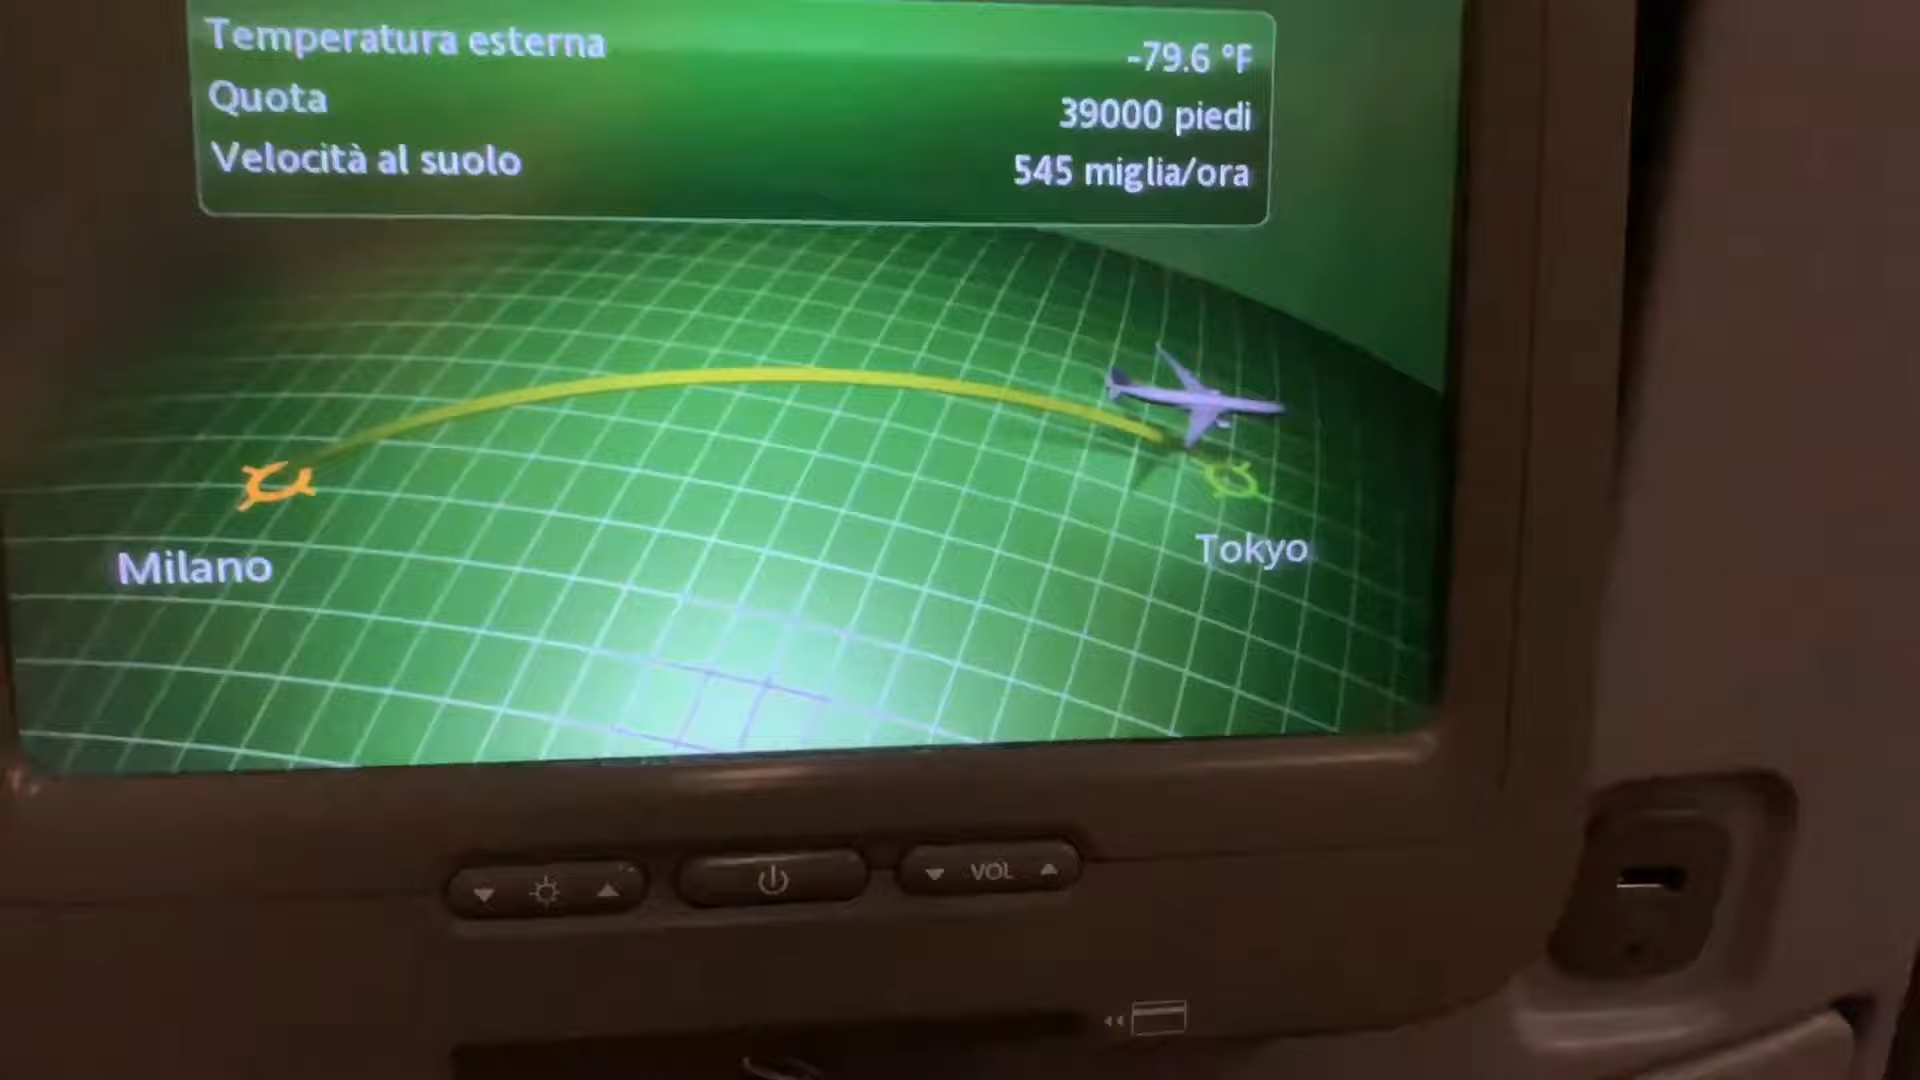 Temperatura esterna -79.6 °F
Quota 39000 piedi
Velocità al suolo 545 miglia/ora
Milano
Tokyo
VOL